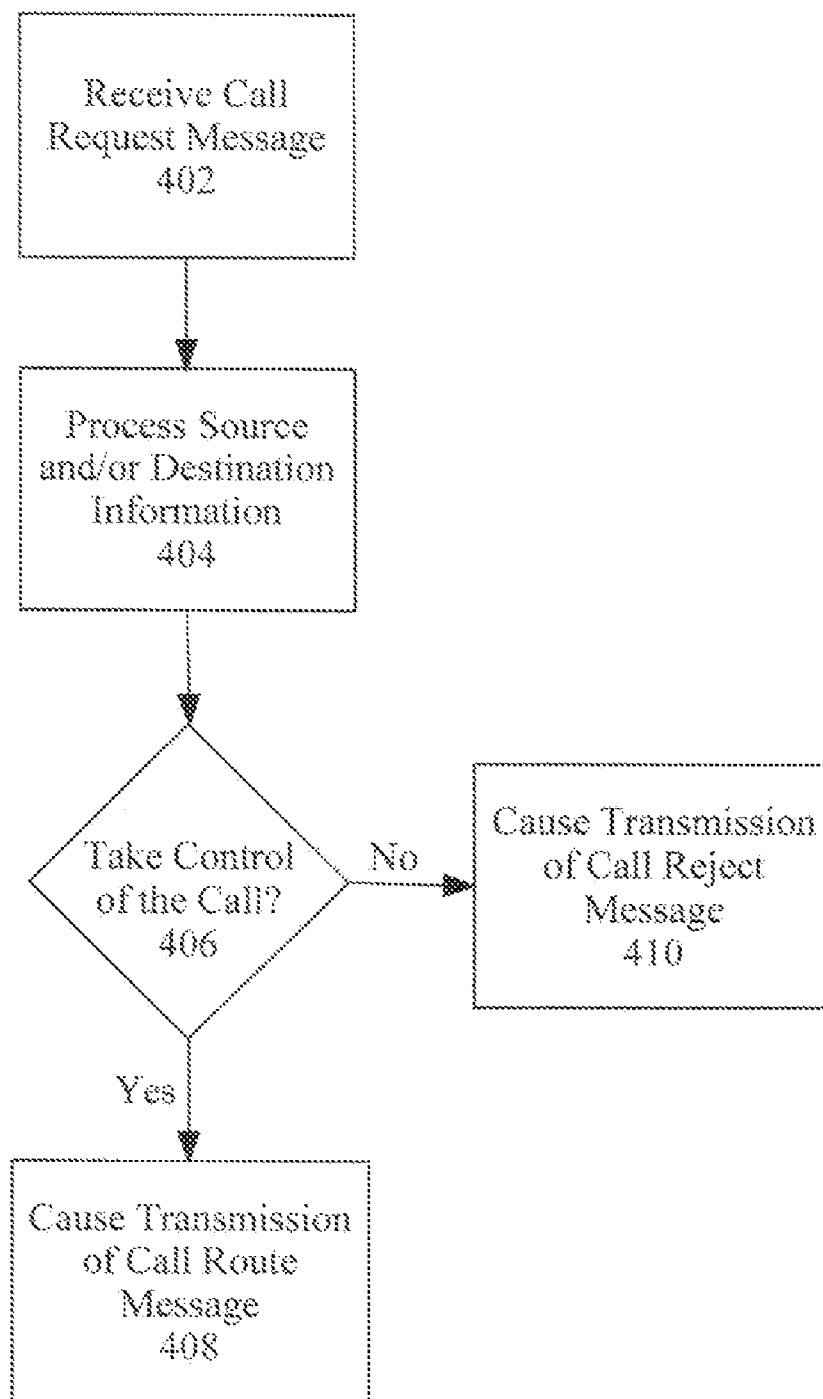 Receive Call
Request Message
402
Process Source
and/or Destination
Information
404
Take Control
of the Call?
406
No
Cause Transmission
of Call Reject
Message
410
Yes
Cause Transmission
of Call Route
Message
408